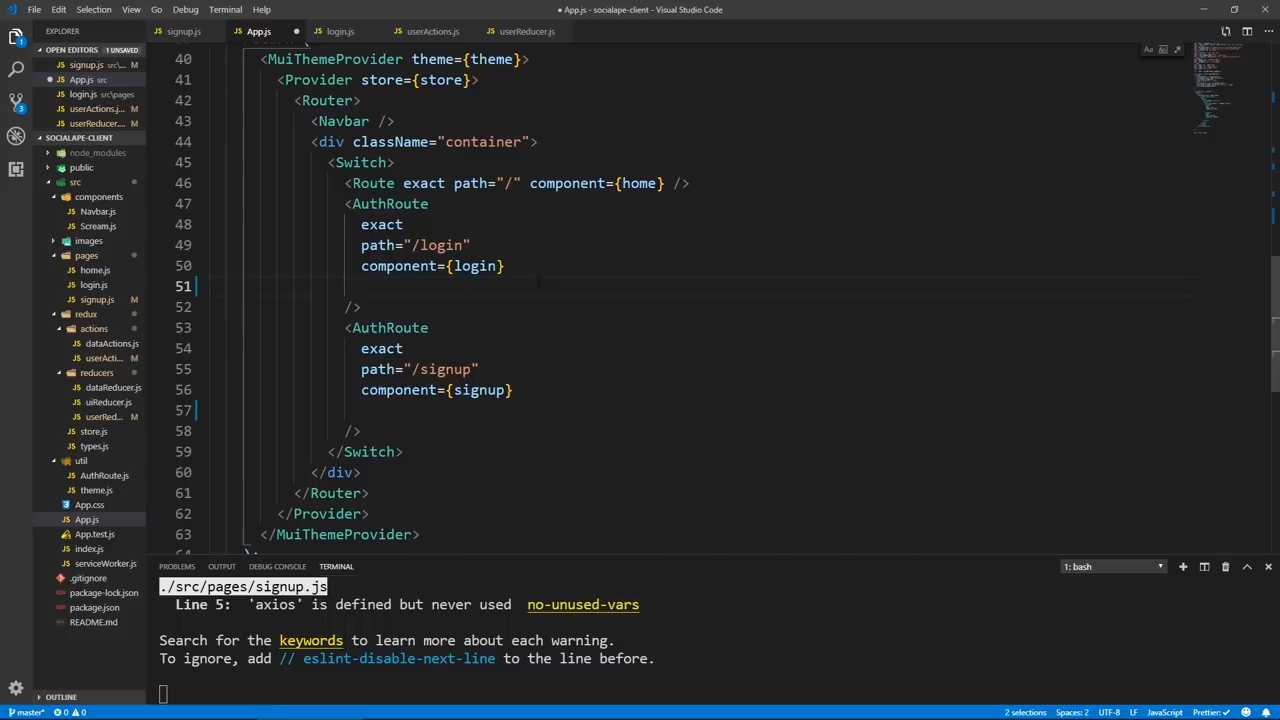 File Edit Selection View Go Debug Terminal Help
● App.js - socialape-client - Visual Studio Code
EXPLORER
OPEN EDITORS 1 UNSAVED
signup.js src\...
App.js src
login.js src\pages
userActions.j...
userReducer.j...
SOCIALAPE-CLIENT
node_modules
public
src
components
Navbar.js
Scream.js
images
pages
home.js
login.js
signup.js M
redux
actions
dataActions.js
userActi... M
reducers
dataReducer.js
uiReducer.js
userRed... M
store.js
types.js
util
AuthRoute.js
theme.js
App.css
App.js
App.test.js
index.js
serviceWorker.js
.gitignore
package-lock.json
package.json
README.md
OUTLINE
signup.js App.js login.js userActions.js userReducer.js
40 <MuiThemeProvider theme={theme}>
41 <Provider store={store}>
42 <Router>
43 <Navbar />
44 <div className="container">
45 <Switch>
46 <Route exact path="/" component={home} />
47 <AuthRoute
48 exact
49 path="/login"
50 component={login}
51
52 />
53 <AuthRoute
54 exact
55 path="/signup"
56 component={signup}
57
58 />
59 </Switch>
60 </div>
61 </Router>
62 </Provider>
63 </MuiThemeProvider>
PROBLEMS OUTPUT DEBUG CONSOLE TERMINAL 1: bash
./src/pages/signup.js
Line 5: 'axios' is defined but never used no-unused-vars
Search for the keywords to learn more about each warning.
To ignore, add // eslint-disable-next-line to the line before.
master* 0 0 2 selections Spaces: 2 UTF-8 LF JavaScript Prettier: ✓